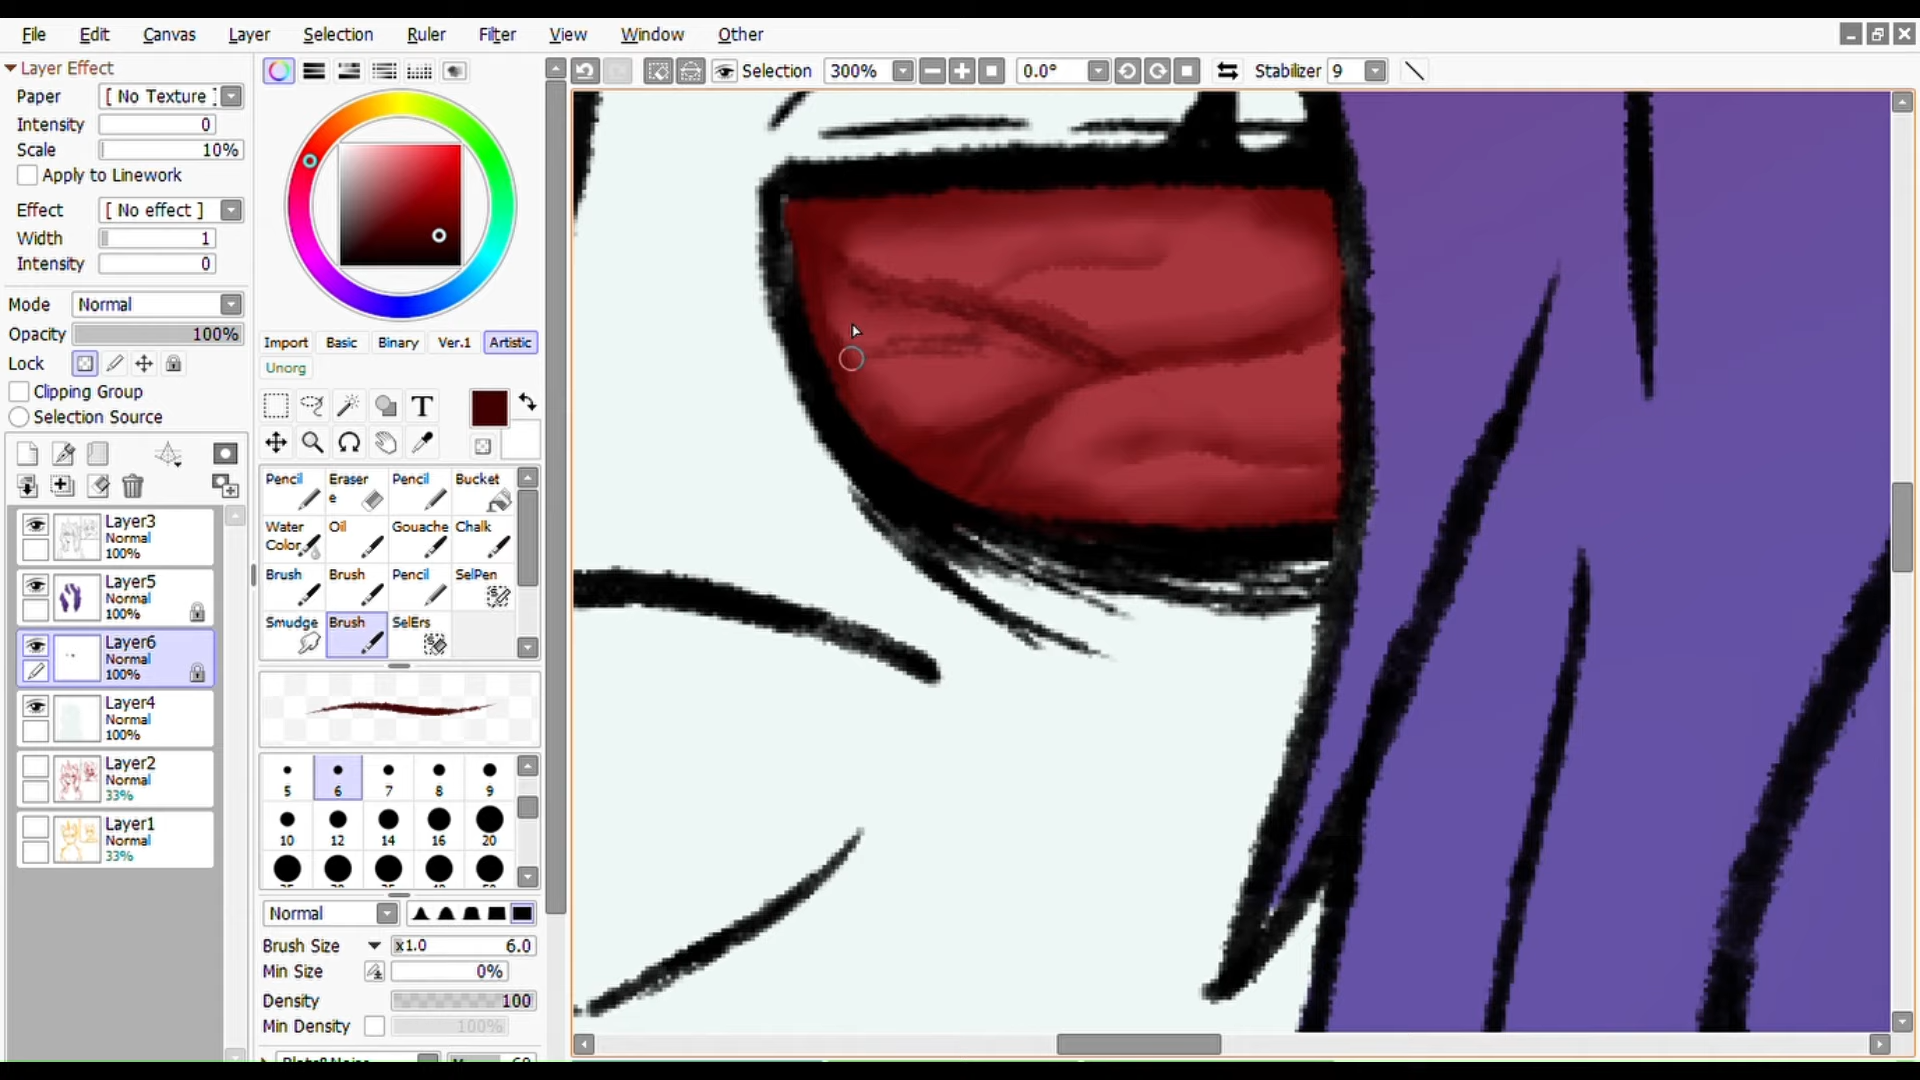 File Edit Canvas Layer Selection Ruler Filter View Window Other
Layer Effect
Paper [ No Texture ]
Intensity 0
Scale 10%
Apply to Linework
Effect [ No effect ]
Width 1
Intensity 0
Mode Normal
Opacity 100%
Lock
Clipping Group
Selection Source
Layer3
Normal
100%
Layer5
Normal
100%
Layer6
Normal
100%
Layer4
Normal
100%
Layer2
Normal
33%
Layer1
Normal
33%
Selection 300% 0.0° Stabilizer 9
Import Basic Binary Ver.1 Artistic
Unorg
T
Pencil Eraser Pencil Bucket
e
Water Oil Gouache Chalk
Color
Brush Brush Pencil SelPen
Smudge Brush SelErs
5 6 7 8 9
10 12 14 16 20
Normal
Brush Size x1.0 6.0
Min Size 0%
Density 100
Min Density 100%